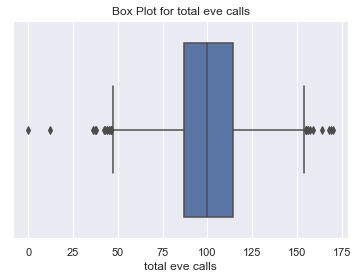 Box Plot for total eve calls
0 25 50 75 100 125 150 175
total eve calls